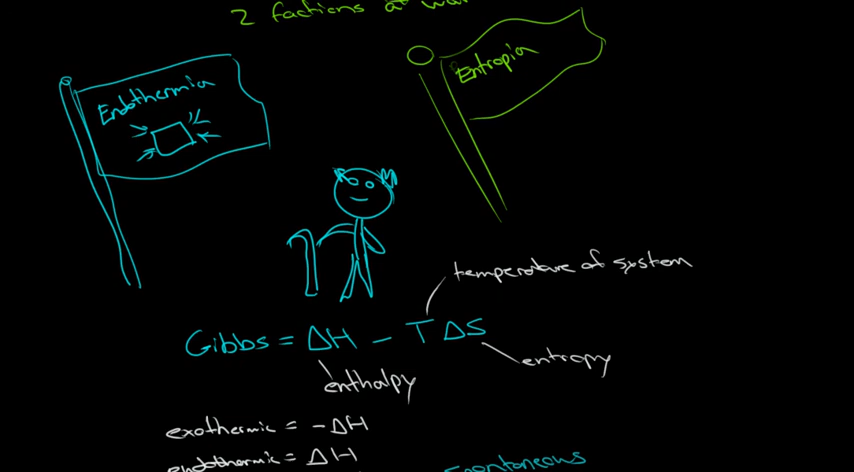 2 factions at war
Endothermia
Entropia
temperature of system
Gibbs = ΔH - TΔS
entropy
enthalpy
exothermic = -ΔH
endothermic = ΔH
spontaneous